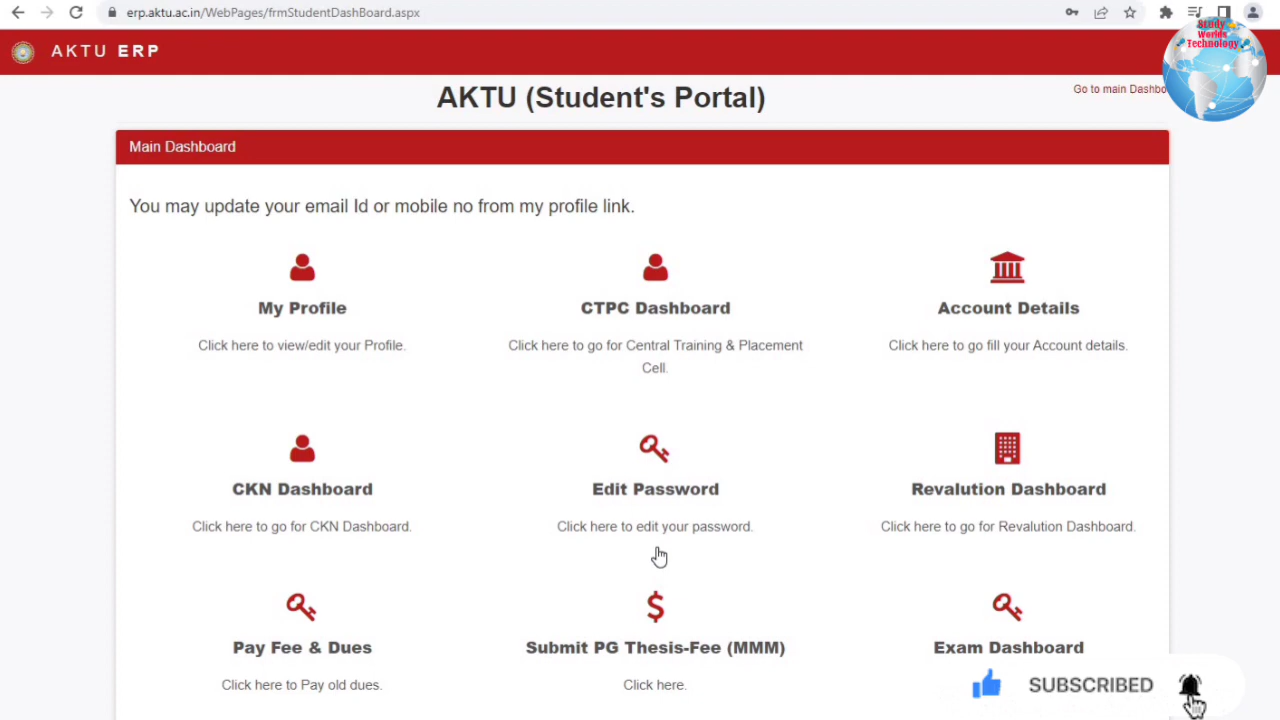 erp.aktu.ac.in/WebPages/frmStudentDashBoard.aspx
AKTU ERP
Study
Worlds
Technology
AKTU (Student's Portal)
Go to main Dashbo
Main Dashboard
You may update your email Id or mobile no from my profile link.
My Profile
CTPC Dashboard
Account Details
Click here to view/edit your Profile.
Click here to go for Central Training & Placement
Cell.
Click here to go fill your Account details.
CKN Dashboard
Edit Password
Revalution Dashboard
Click here to go for CKN Dashboard.
Click here to edit your password.
Click here to go for Revalution Dashboard.
Pay Fee & Dues
Submit PG Thesis-Fee (MMM)
Exam Dashboard
Click here to Pay old dues.
Click here.
SUBSCRIBED